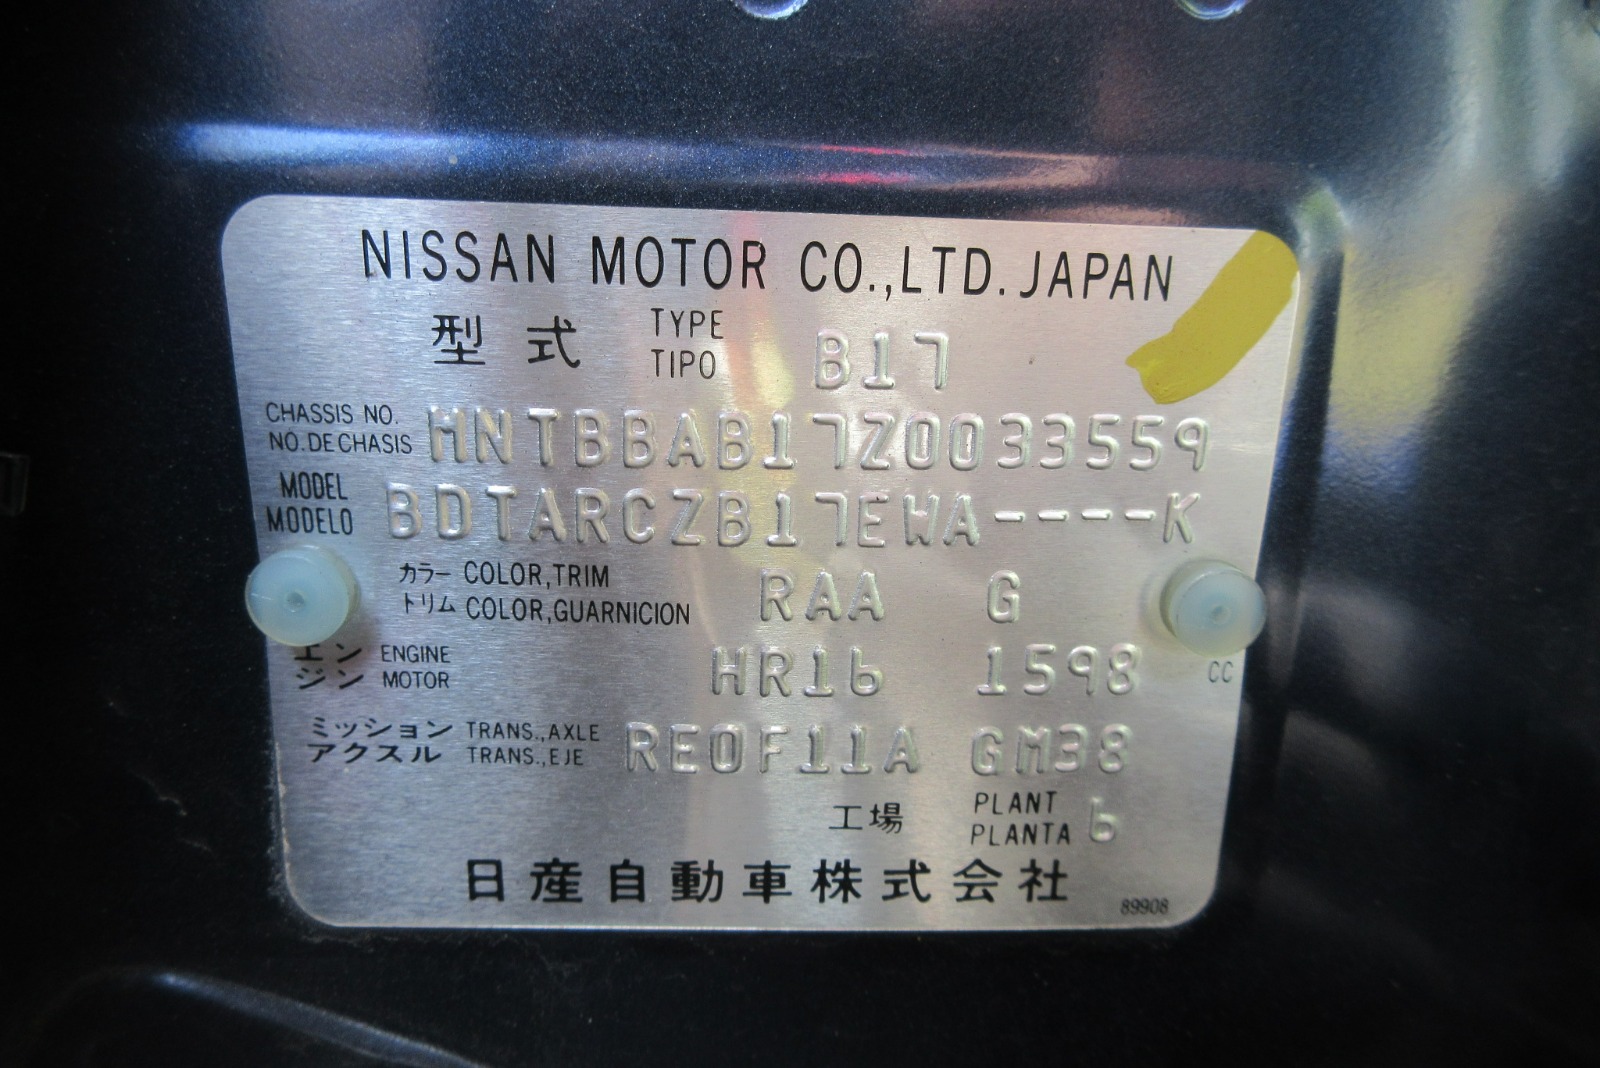 NISSAN MOTOR CO.,LTD. JAPAN
型式 TYPE TIPO B17
CHASSIS NO. NO.DE CHASIS MNTBBAB17Z0033559
MODEL MODELO BDTARCZB17EWA----K
カラー COLOR,TRIM
トリム COLOR,GUARNICION RAA G
エンジン ENGINE MOTOR HR16 1598 CC
ミッション TRANS.,AXLE
アクスル TRANS.,EJE RE0F11A GM38
工場 PLANT PLANTA 6
日産自動車株式会社
89908